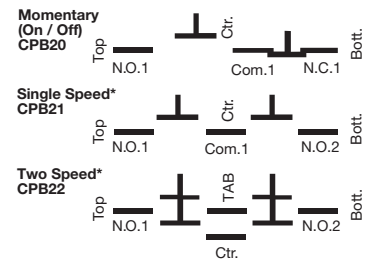 Momentary
(On / Off)
CPB20
Top
Ctr.
Bott.
N.O.1
Com.1
N.C.1
Single Speed*
CPB21
Top
Ctr.
Bott.
N.O.1
Com.1
N.O.2
Two Speed*
CPB22
Top
TAB
Bott.
N.O.1
N.O.2
Ctr.